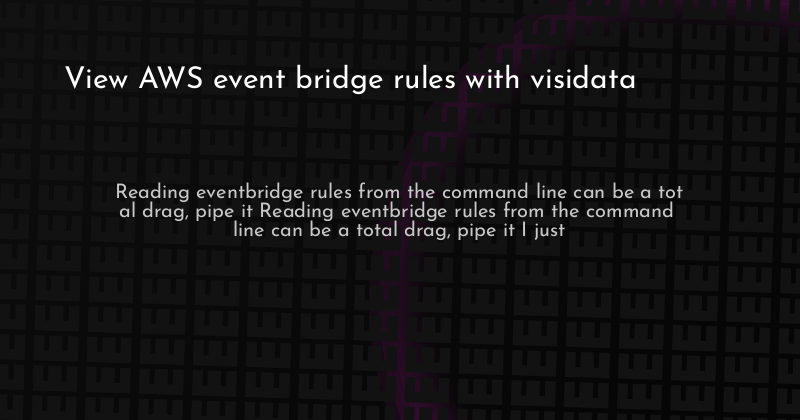 View AWS event bridge rules with visidata
Reading eventbridge rules from the command line can be a tot
al drag, pipe it Reading eventbridge rules from the command
line can be a total drag, pipe it I just